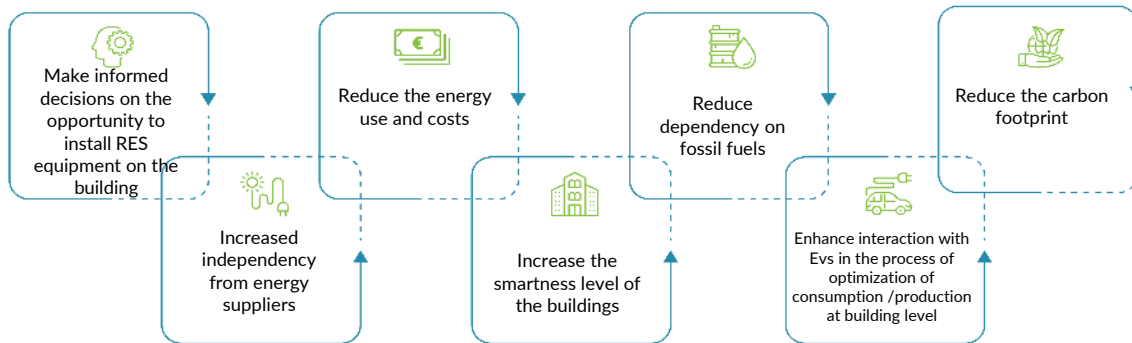 Make informed
decisions on the
opportunity to
install RES
equipment on the
building
Increased
independency
from energy
suppliers
€
Reduce the energy
use and costs
Increase the
smartness level of
the buildings
Reduce
dependency on
fossil fuels
Enhance interaction with
Evs in the process of
optimization of
consumption /production
at building level
Reduce the carbon
footprint